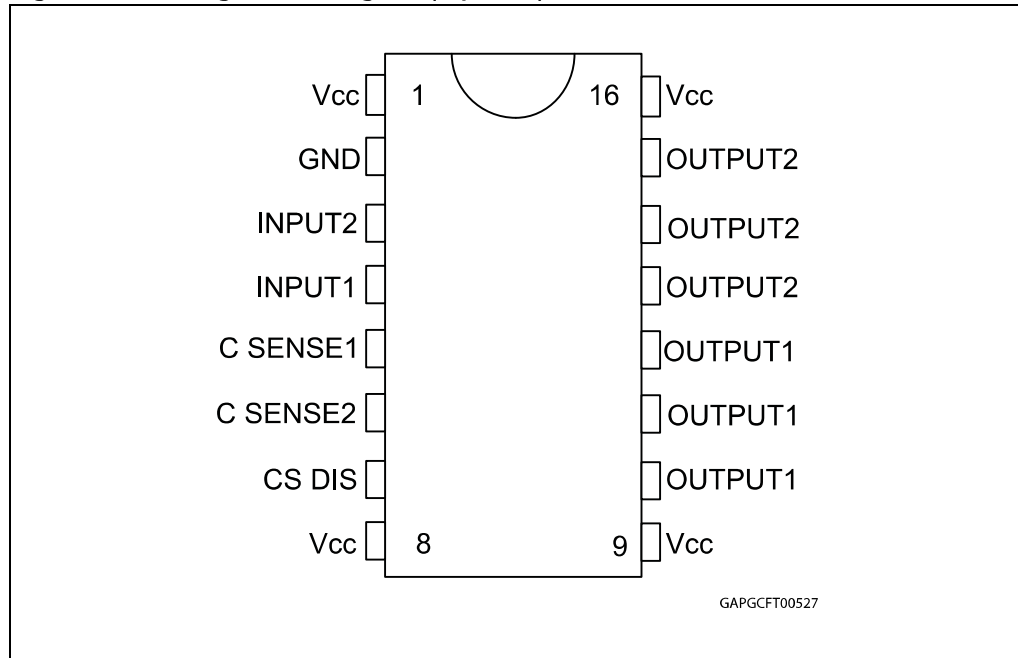 Vcc 1 16 Vcc
GND OUTPUT2
INPUT2 OUTPUT2
INPUT1 OUTPUT2
C SENSE1 OUTPUT1
C SENSE2 OUTPUT1
CS DIS OUTPUT1
Vcc 8 9 Vcc
GAPGCFT00527